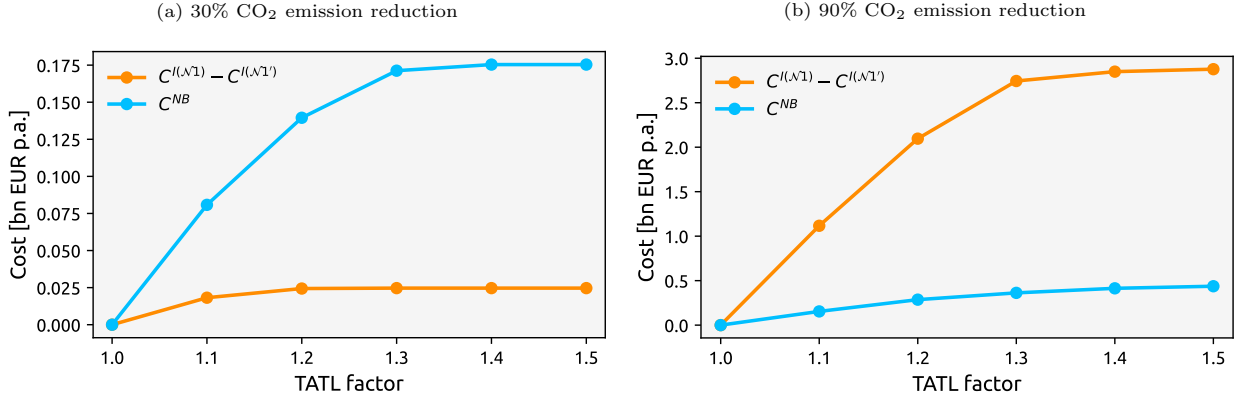 (a) 30% CO₂ emission reduction
Cost [bn EUR p.a.]
0.175
0.150
0.125
0.100
0.075
0.050
0.025
0.000
C^{I(𝒩1)} − C^{I(𝒩1′)}
C^{NB}
1.0 1.1 1.2 1.3 1.4 1.5
TATL factor
(b) 90% CO₂ emission reduction
Cost [bn EUR p.a.]
3.0
2.5
2.0
1.5
1.0
0.5
0.0
C^{I(𝒩1)} − C^{I(𝒩1′)}
C^{NB}
1.0 1.1 1.2 1.3 1.4 1.5
TATL factor